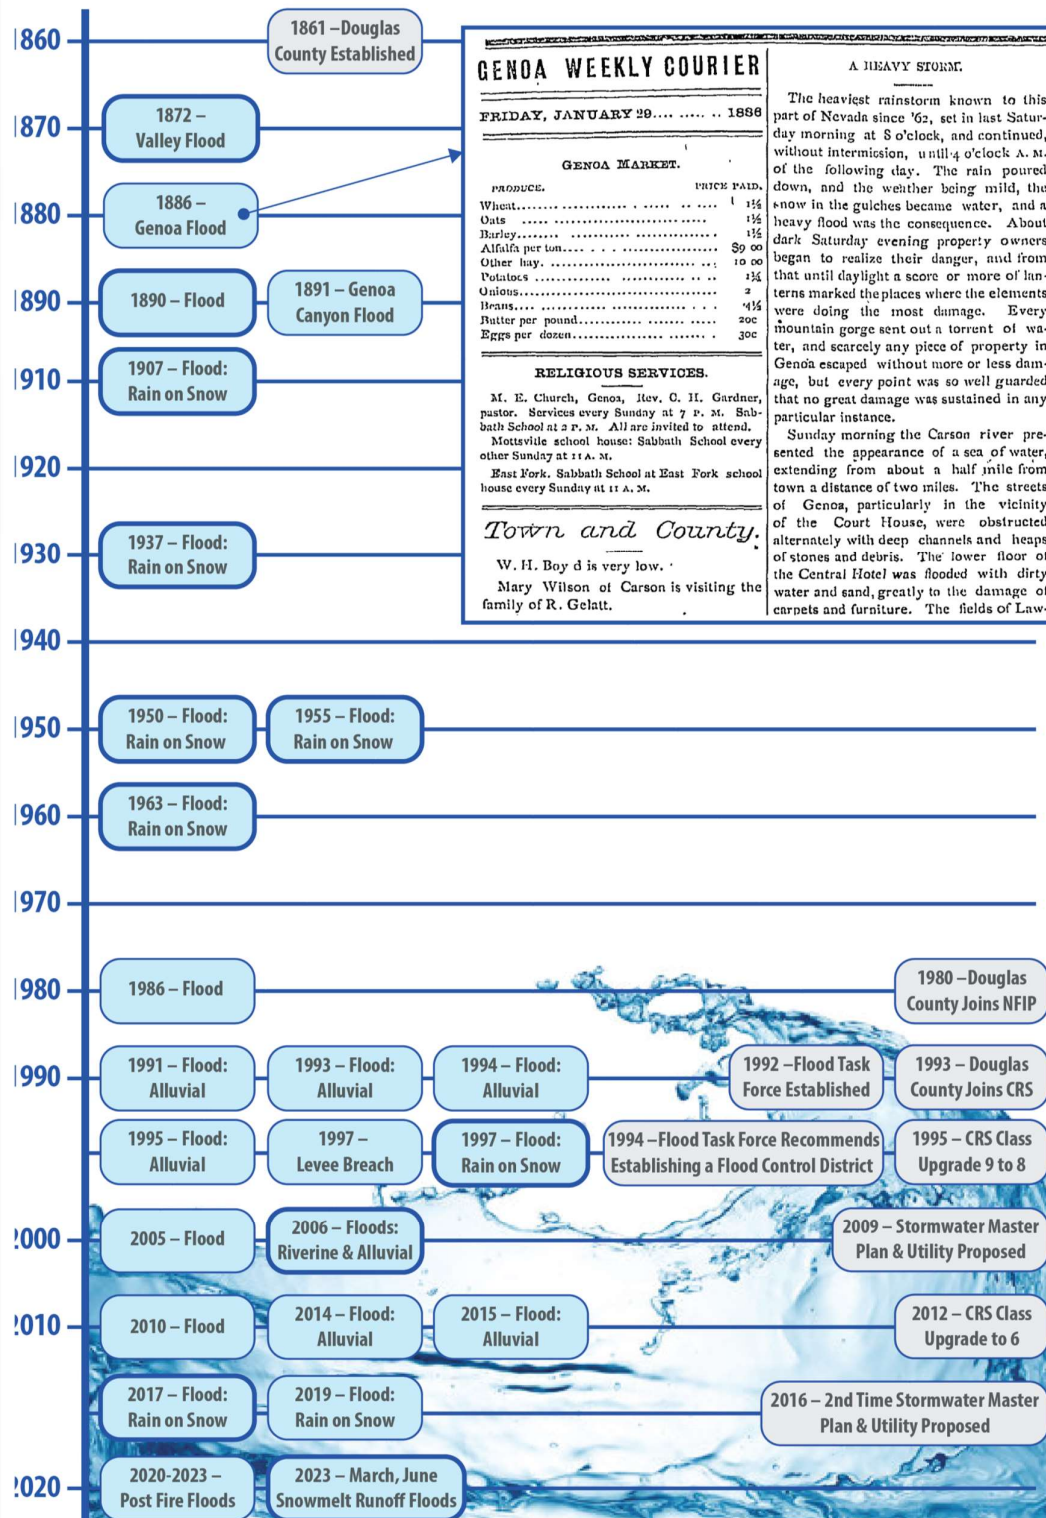 1861 –Douglas
County Established
1872 –
Valley Flood
1886 –
Genoa Flood
1890 – Flood
1891 – Genoa
Canyon Flood
1907 – Flood:
Rain on Snow
1937 – Flood:
Rain on Snow
1950 – Flood:
Rain on Snow
1955 – Flood:
Rain on Snow
1963 – Flood:
Rain on Snow
1986 – Flood
1980 –Douglas
County Joins NFIP
1991 – Flood:
Alluvial
1993 – Flood:
Alluvial
1994 – Flood:
Alluvial
1992 –Flood Task
Force Established
1993 – Douglas
County Joins CRS
1995 – Flood:
Alluvial
1997 –
Levee Breach
1997 – Flood:
Rain on Snow
1994 –Flood Task Force Recommends
Establishing a Flood Control District
1995 – CRS Class
Upgrade 9 to 8
2005 – Flood
2006 – Floods:
Riverine & Alluvial
2009 – Stormwater Master
Plan & Utility Proposed
2010 – Flood
2014 – Flood:
Alluvial
2015 – Flood:
Alluvial
2012 – CRS Class
Upgrade to 6
2017 – Flood:
Rain on Snow
2019 – Flood:
Rain on Snow
2016 – 2nd Time Stormwater Master
Plan & Utility Proposed
2020-2023 –
Post Fire Floods
2023 – March, June
Snowmelt Runoff Floods
1860
1870
1880
1890
1910
1920
1930
1940
1950
1960
1970
1980
1990
2000
2010
2020
GENOA WEEKLY COURIER
FRIDAY, JANUARY 29.... ...... .. 1886
GENOA MARKET.
PRODUCE. PRICE PAID.
Wheat 1½
Oats 1½
Barley 1½
Alfalfa per ton $9 00
Other hay. 10 00
Potatoes 1¼
Onions 2
Beans 4½
Butter per pound 20c
Eggs per dozen 30c
RELIGIOUS SERVICES.
M. E. Church, Genoa, Rev. C. H. Gardner,
pastor. Services every Sunday at 7 P. M. Sab-
bath School at 2 P. M. All are invited to attend.
Mottsville school house: Sabbath School every
other Sunday at 11 A. M.
East Fork. Sabbath School at East Fork school
house every Sunday at 11 A. M.
Town and County.
W. H. Boy d is very low.
Mary Wilson of Carson is visiting the
family of R. Gelatt.
A HEAVY STORM.
The heaviest rainstorm known to this
part of Nevada since '62, set in last Satur-
day morning at 8 o'clock, and continued,
without intermission, until 4 o'clock A. M.
of the following day. The rain poured
down, and the weather being mild, the
snow in the gulches became water, and a
heavy flood was the consequence. About
dark Saturday evening property owners
began to realize their danger, and from
that until daylight a score or more of lan-
terns marked the places where the elements
were doing the most damage. Every
mountain gorge sent out a torrent of wa-
ter, and scarcely any piece of property in
Genoa escaped without more or less dam-
age, but every point was so well guarded
that no great damage was sustained in any
particular instance.
Sunday morning the Carson river pre-
sented the appearance of a sea of water,
extending from about a half mile from
town a distance of two miles. The streets
of Genoa, particularly in the vicinity
of the Court House, were obstructed
alternately with deep channels and heaps
of stones and debris. The lower floor of
the Central Hotel was flooded with dirty
water and sand, greatly to the damage of
carpets and furniture. The fields of Law-